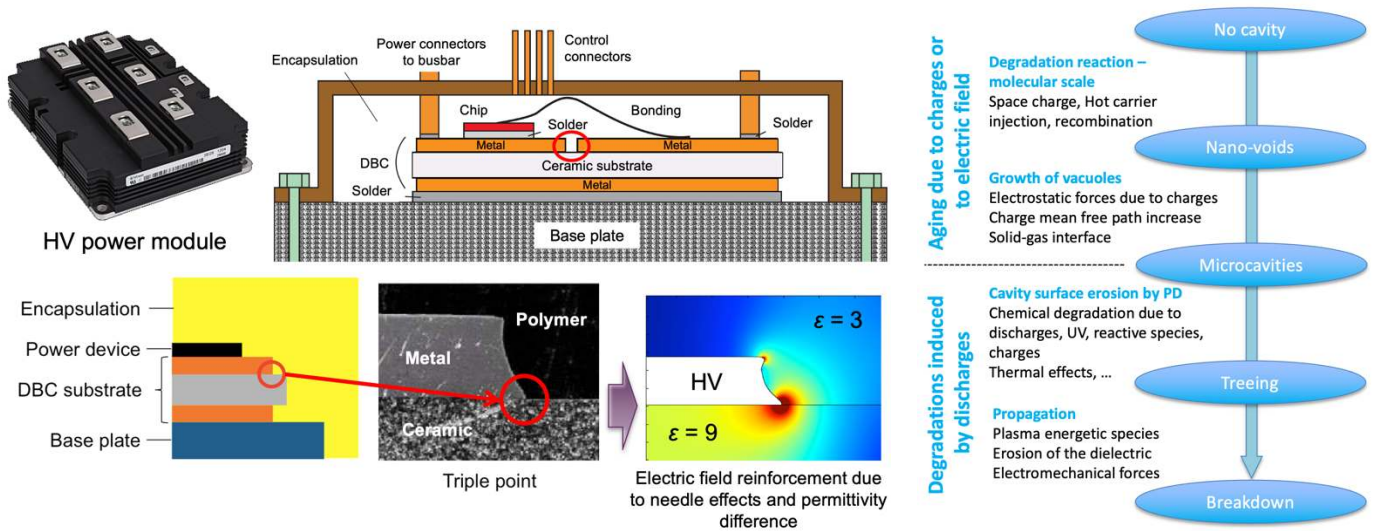 HV power module
Encapsulation
Power connectors
to busbar
Control
connectors
Chip
Bonding
Solder
Solder
Metal
Metal
DBC
Ceramic substrate
Metal
Solder
Base plate
Encapsulation
Power device
DBC substrate
Base plate
Polymer
Metal
Ceramic
Triple point
ε = 3
HV
ε = 9
Electric field reinforcement due
to needle effects and permittivity
difference
Aging due to charges or
to electric field
No cavity
Degradation reaction –
molecular scale
Space charge, Hot carrier
injection, recombination
Nano-voids
Growth of vacuoles
Electrostatic forces due to charges
Charge mean free path increase
Solid-gas interface
Microcavities
Degradations induced
by discharges
Cavity surface erosion by PD
Chemical degradation due to
discharges, UV, reactive species,
charges
Thermal effects, ...
Treeing
Propagation
Plasma energetic species
Erosion of the dielectric
Electromechanical forces
Breakdown